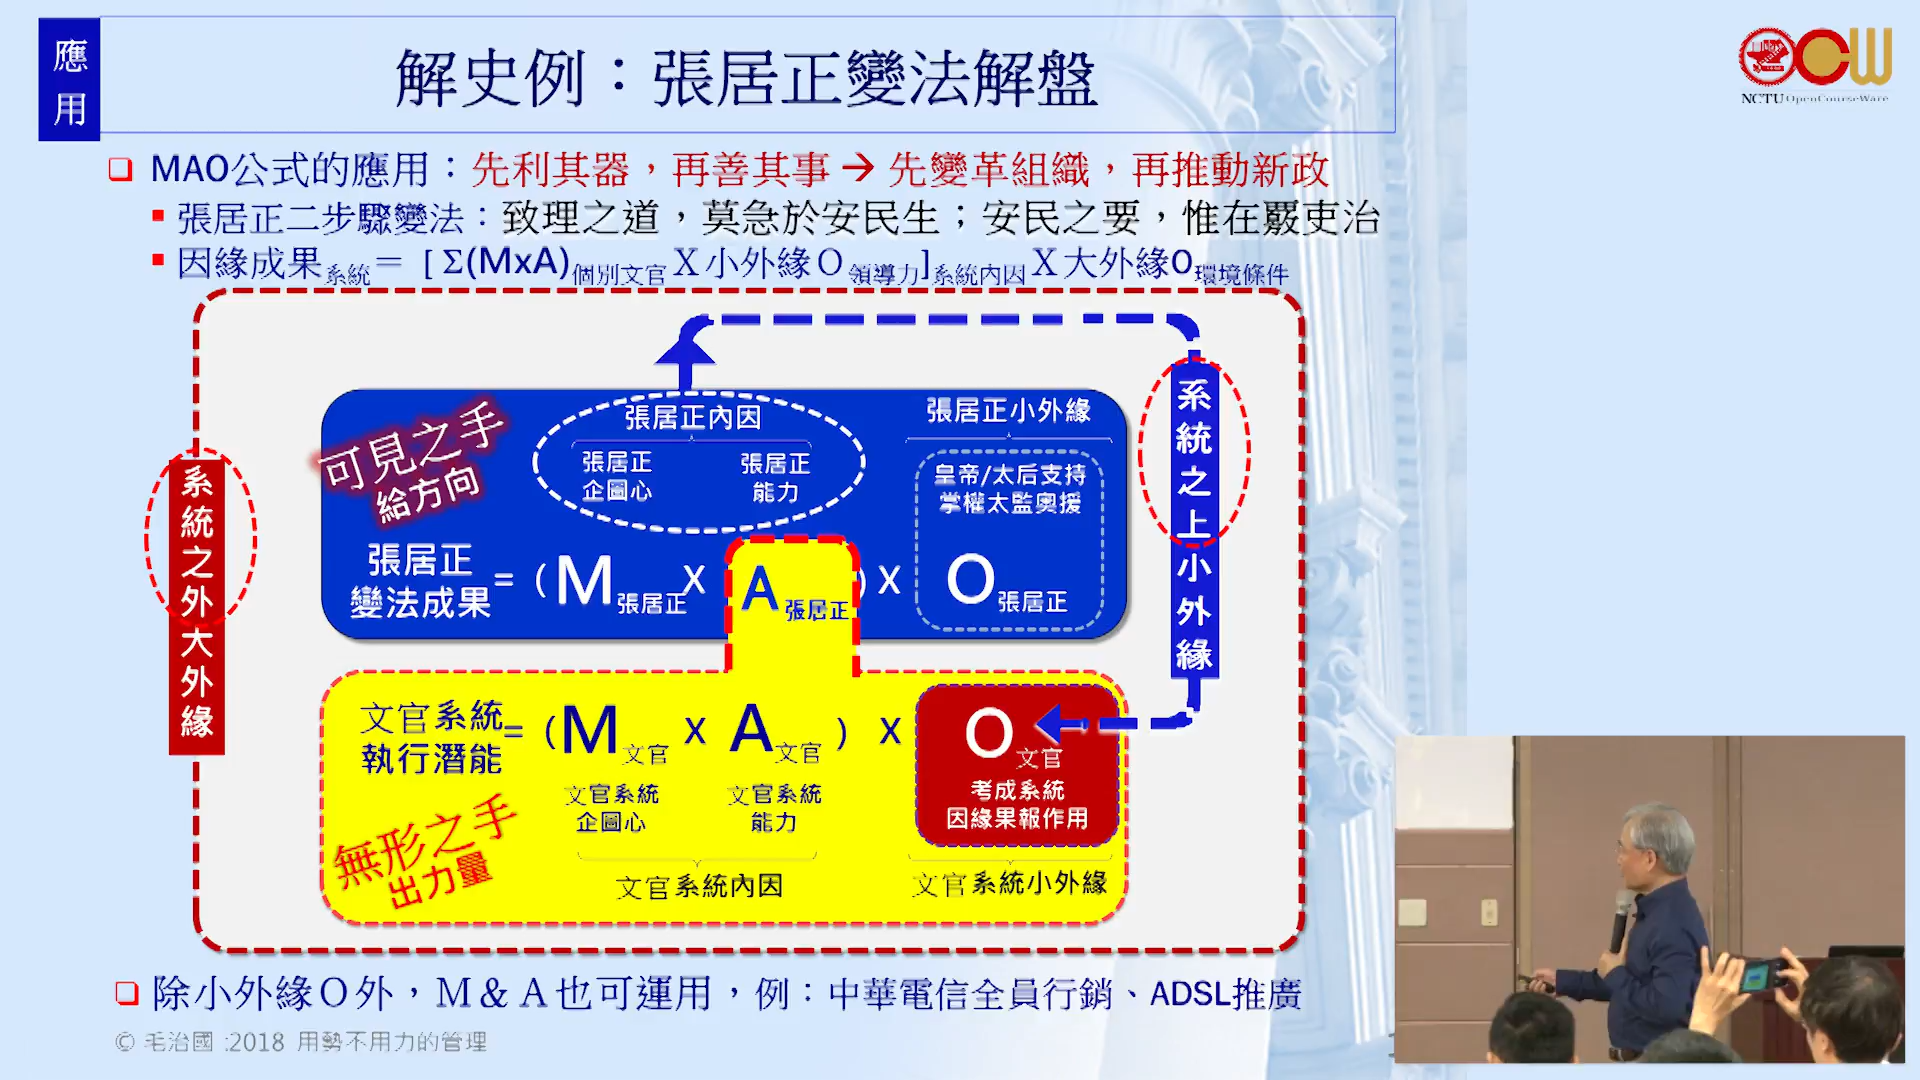 應用
解史例：張居正變法解盤
NCTU OpenCourseWare
MAO公式的應用：先利其器，再善其事→先變革組織，再推動新政
張居正二步驟變法：致理之道，莫急於安民生；安民之要，惟在覈吏治
因緣成果系統＝［Σ(MxA)個別文官Ｘ小外緣Ｏ領導力]系統內因Ｘ大外緣O環境條件
可見之手
給方向
張居正內因
張居正小外緣
張居正
企圖心
張居正
能力
皇帝/太后支持
掌權太監奧援
張居正
變法成果
= (M張居正 X A張居正) X O張居正
系統之上小外緣
系統之外大外緣
文官系統
執行潛能
= (M文官 X A文官) X O文官
文官系統
企圖心
文官系統
能力
考成系統
因緣果報作用
無形之手
出力量
文官系統內因
文官系統小外緣
除小外緣Ｏ外，Ｍ＆Ａ也可運用，例：中華電信全員行銷、ADSL推廣
© 毛治國 :2018 用勢不用力的管理